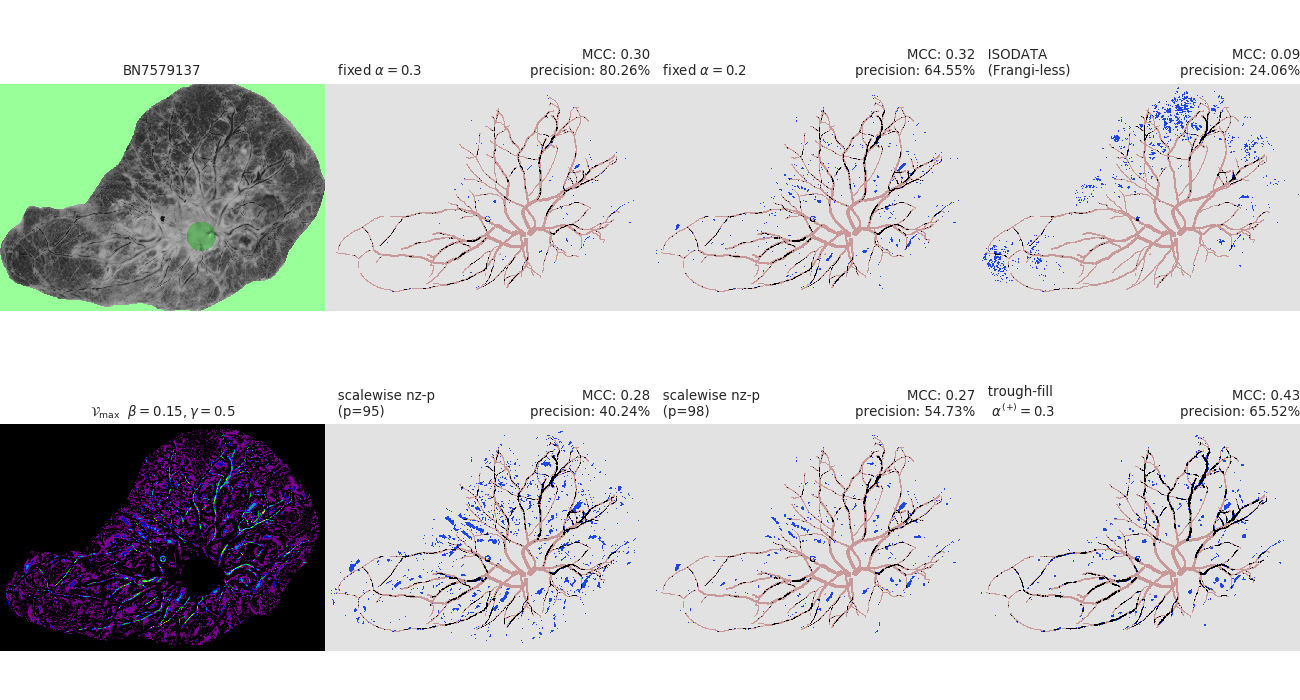 BN7579137
fixed α = 0.3
MCC: 0.30
precision: 80.26%
fixed α = 0.2
MCC: 0.32
precision: 64.55%
ISODATA
(Frangi-less)
MCC: 0.09
precision: 24.06%
𝒱max β = 0.15, γ = 0.5
scalewise nz-p
(p=95)
MCC: 0.28
precision: 40.24%
scalewise nz-p
(p=98)
MCC: 0.27
precision: 54.73%
trough-fill
α(+) = 0.3
MCC: 0.43
precision: 65.52%